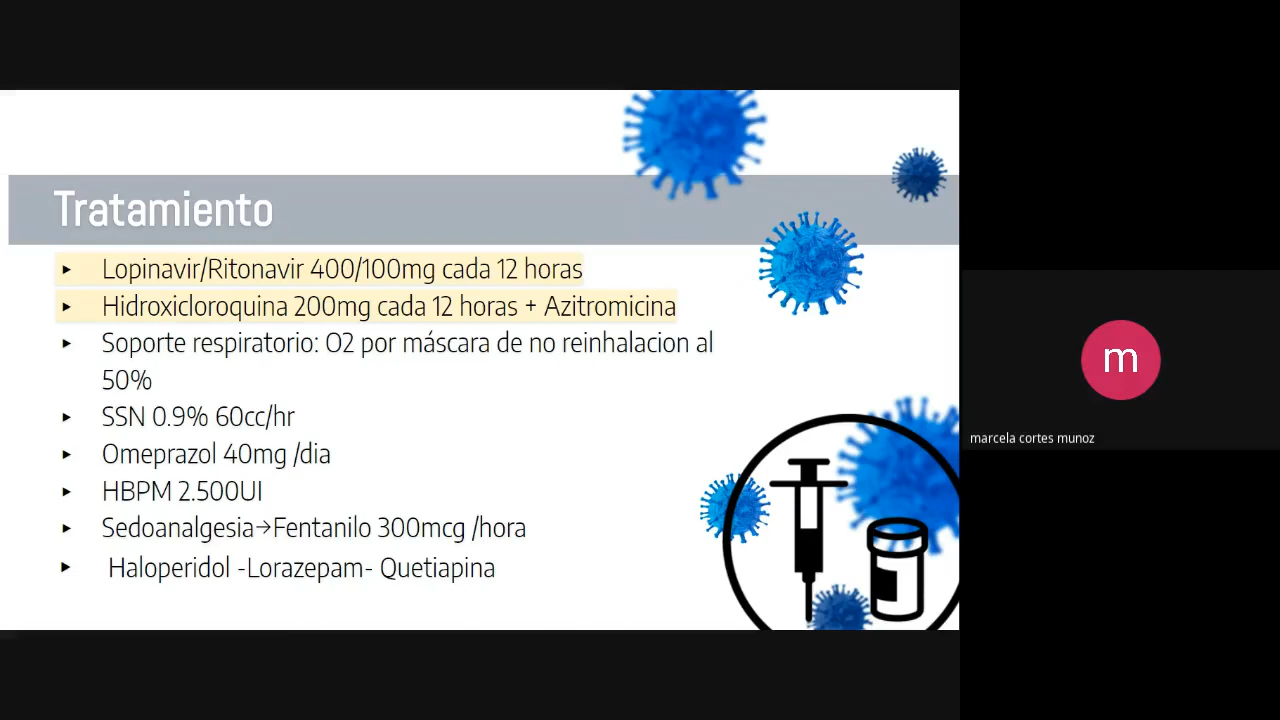 Tratamiento
▸ Lopinavir/Ritonavir 400/100mg cada 12 horas
▸ Hidroxicloroquina 200mg cada 12 horas + Azitromicina
▸ Soporte respiratorio: O2 por máscara de no reinhalacion al
50%
▸ SSN 0.9% 60cc/hr
▸ Omeprazol 40mg /dia
▸ HBPM 2.500UI
▸ Sedoanalgesia→Fentanilo 300mcg /hora
▸ Haloperidol -Lorazepam- Quetiapina
m
marcela cortes munoz